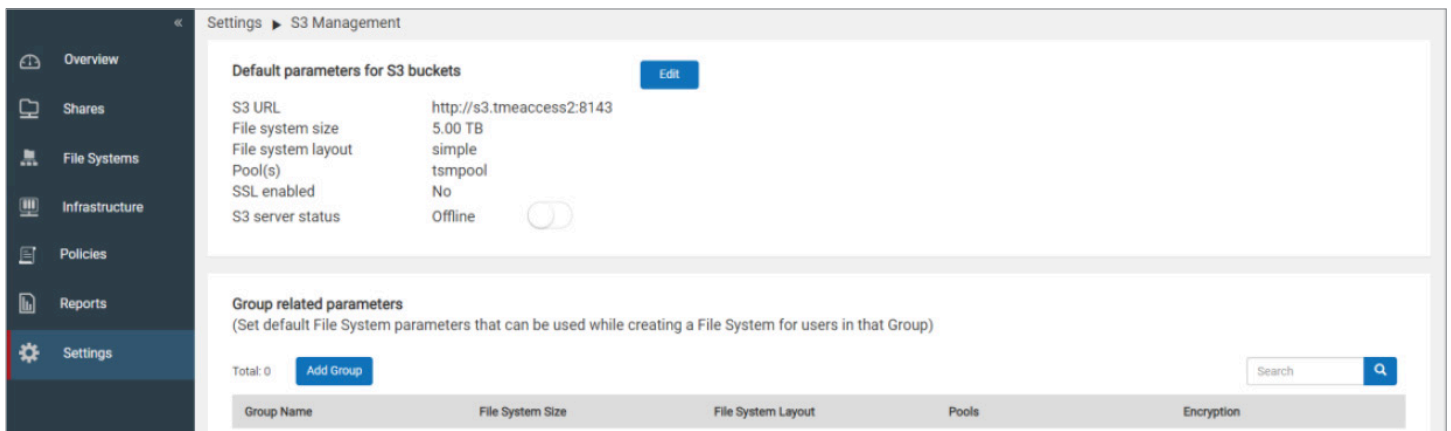 «
Overview
Shares
File Systems
Infrastructure
Policies
Reports
Settings
Settings ▶ S3 Management
Default parameters for S3 buckets
Edit
S3 URL http://s3.tmeaccess2:8143
File system size 5.00 TB
File system layout simple
Pool(s) tsmpool
SSL enabled No
S3 server status Offline
Group related parameters
(Set default File System parameters that can be used while creating a File System for users in that Group)
Total: 0 Add Group Search
Group Name File System Size File System Layout Pools Encryption